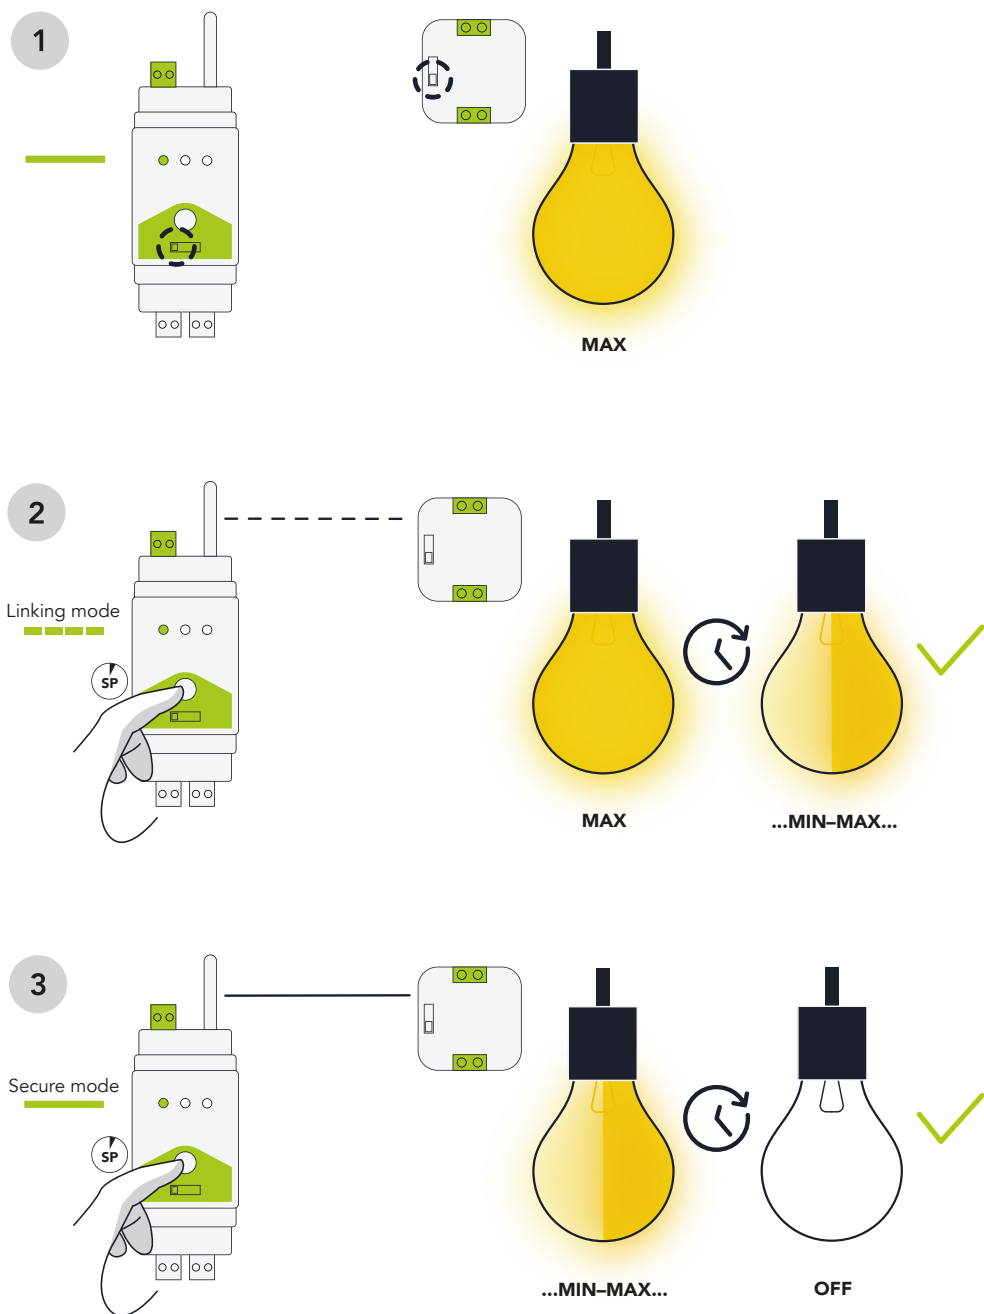 1
MAX
2
Linking mode
SP
MAX
...MIN–MAX...
3
Secure mode
SP
...MIN–MAX...
OFF